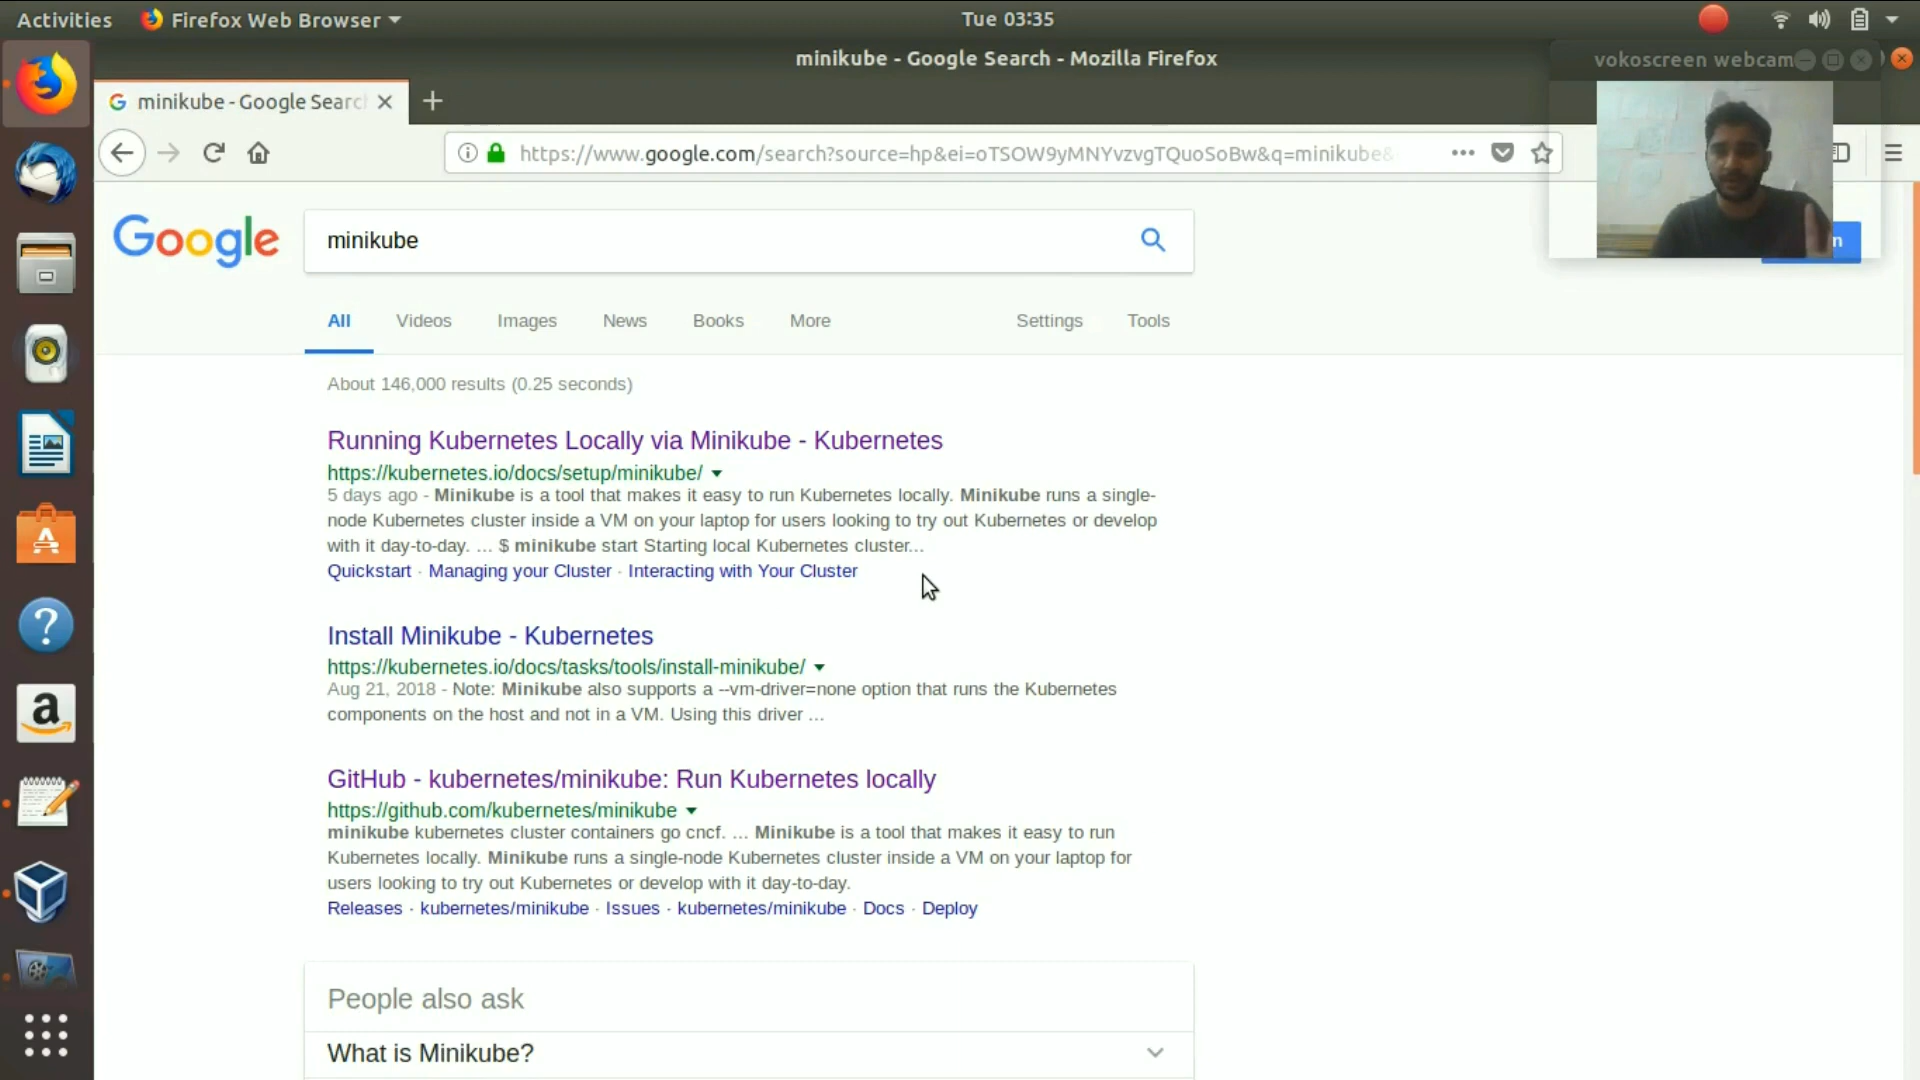 Activities
Firefox Web Browser
Tue 03:35
minikube - Google Search - Mozilla Firefox
vokoscreen webcam
minikube - Google Searc
https://www.google.com/search?source=hp&ei=oTSOW9yMNYvzvgTQuoSoBw&q=minikube&
Google
minikube
n
All
Videos
Images
News
Books
More
Settings
Tools
About 146,000 results (0.25 seconds)
Running Kubernetes Locally via Minikube - Kubernetes
https://kubernetes.io/docs/setup/minikube/
5 days ago - Minikube is a tool that makes it easy to run Kubernetes locally. Minikube runs a single-
node Kubernetes cluster inside a VM on your laptop for users looking to try out Kubernetes or develop
with it day-to-day. ... $ minikube start Starting local Kubernetes cluster...
Quickstart · Managing your Cluster · Interacting with Your Cluster
Install Minikube - Kubernetes
https://kubernetes.io/docs/tasks/tools/install-minikube/
Aug 21, 2018 - Note: Minikube also supports a --vm-driver=none option that runs the Kubernetes
components on the host and not in a VM. Using this driver ...
GitHub - kubernetes/minikube: Run Kubernetes locally
https://github.com/kubernetes/minikube
minikube kubernetes cluster containers go cncf. ... Minikube is a tool that makes it easy to run
Kubernetes locally. Minikube runs a single-node Kubernetes cluster inside a VM on your laptop for
users looking to try out Kubernetes or develop with it day-to-day.
Releases · kubernetes/minikube · Issues · kubernetes/minikube · Docs · Deploy
People also ask
What is Minikube?